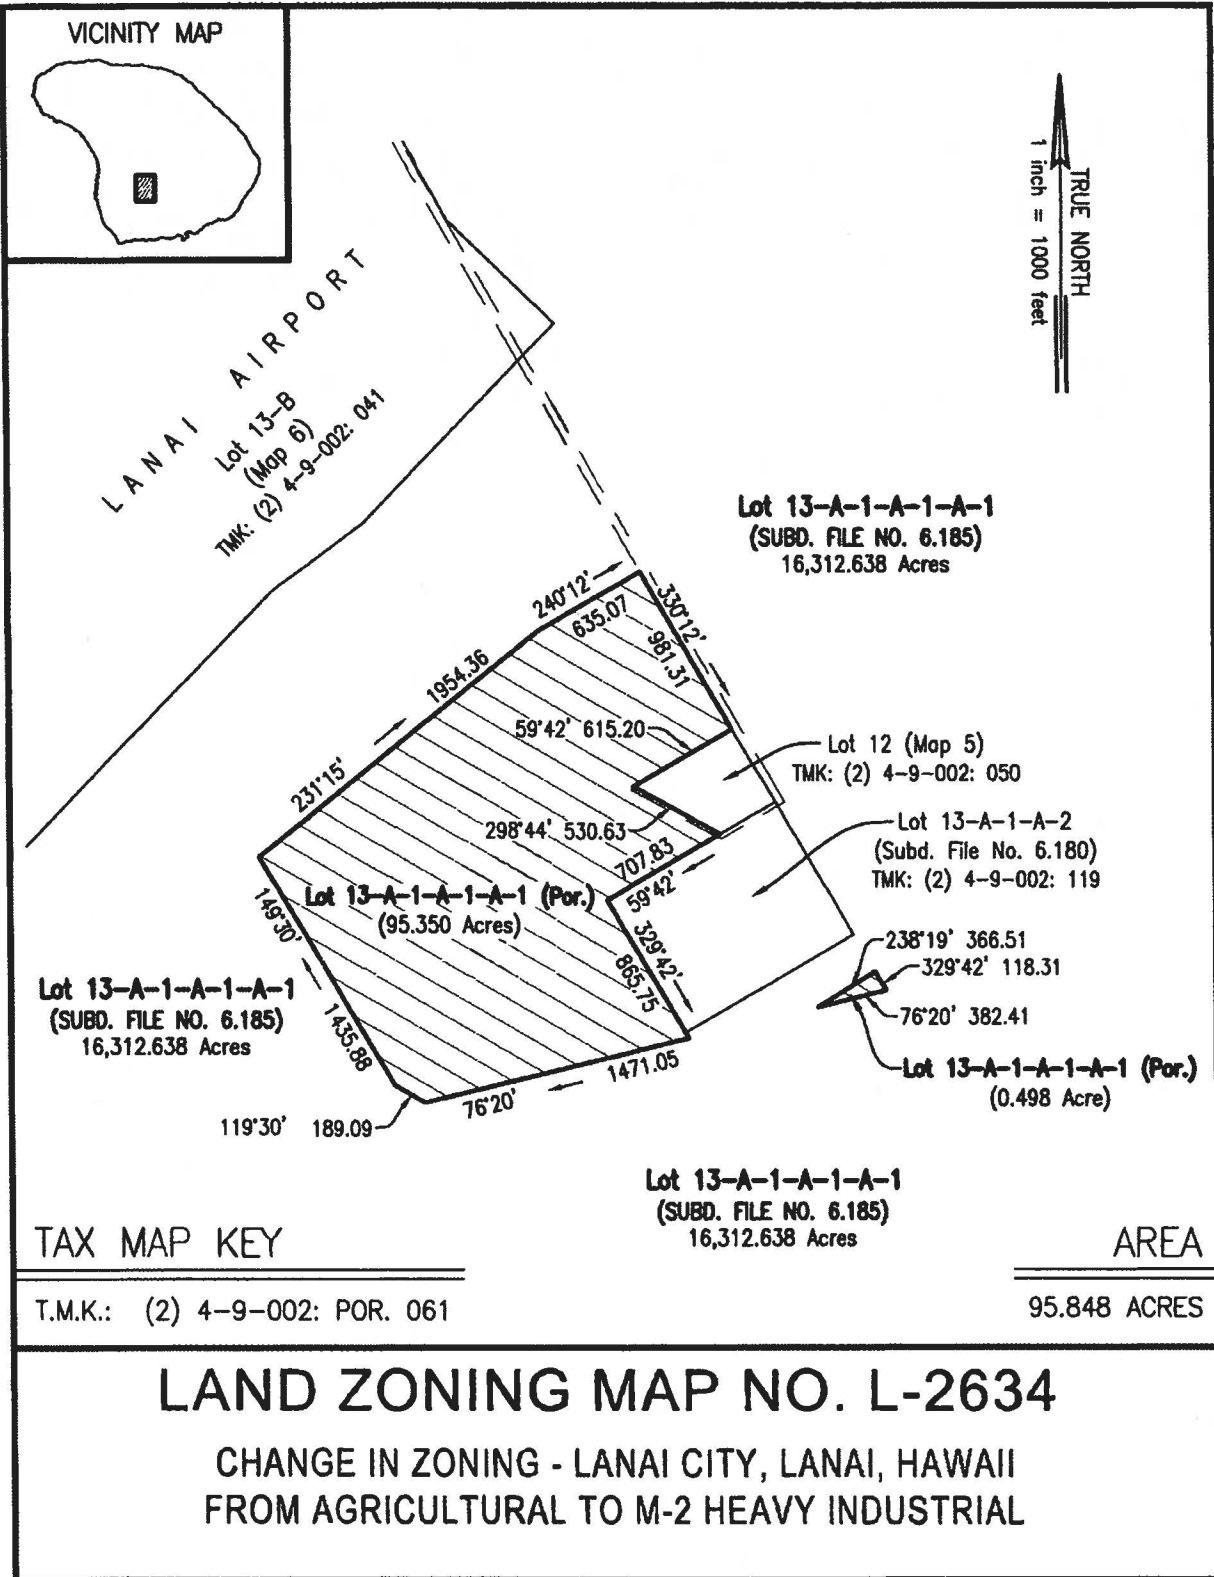 VICINITY MAP
TRUE NORTH
1 inch = 1000 feet
LANAI AIRPORT
Lot 13-B
(Map 6)
TMK: (2) 4-9-002: 041
Lot 13-A-1-A-1-A-1
(SUBD. FILE NO. 6.185)
16,312.638 Acres
240°12'
635.07
330°12'
981.31
1954.36
231°15'
59°42' 615.20
Lot 12 (Map 5)
TMK: (2) 4-9-002: 050
298°44' 530.63
Lot 13-A-1-A-2
(Subd. File No. 6.180)
TMK: (2) 4-9-002: 119
707.83
59°42'
Lot 13-A-1-A-1-A-1 (Por.)
(95.350 Acres)
149°30'
1435.88
329°42'
865.75
238°19' 366.51
329°42' 118.31
76°20' 382.41
Lot 13-A-1-A-1-A-1 (Por.)
(0.498 Acre)
Lot 13-A-1-A-1-A-1
(SUBD. FILE NO. 6.185)
16,312.638 Acres
1471.05
76°20'
119°30' 189.09
Lot 13-A-1-A-1-A-1
(SUBD. FILE NO. 6.185)
16,312.638 Acres
TAX MAP KEY
AREA
T.M.K.: (2) 4-9-002: POR. 061
95.848 ACRES
LAND ZONING MAP NO. L-2634
CHANGE IN ZONING - LANAI CITY, LANAI, HAWAII
FROM AGRICULTURAL TO M-2 HEAVY INDUSTRIAL